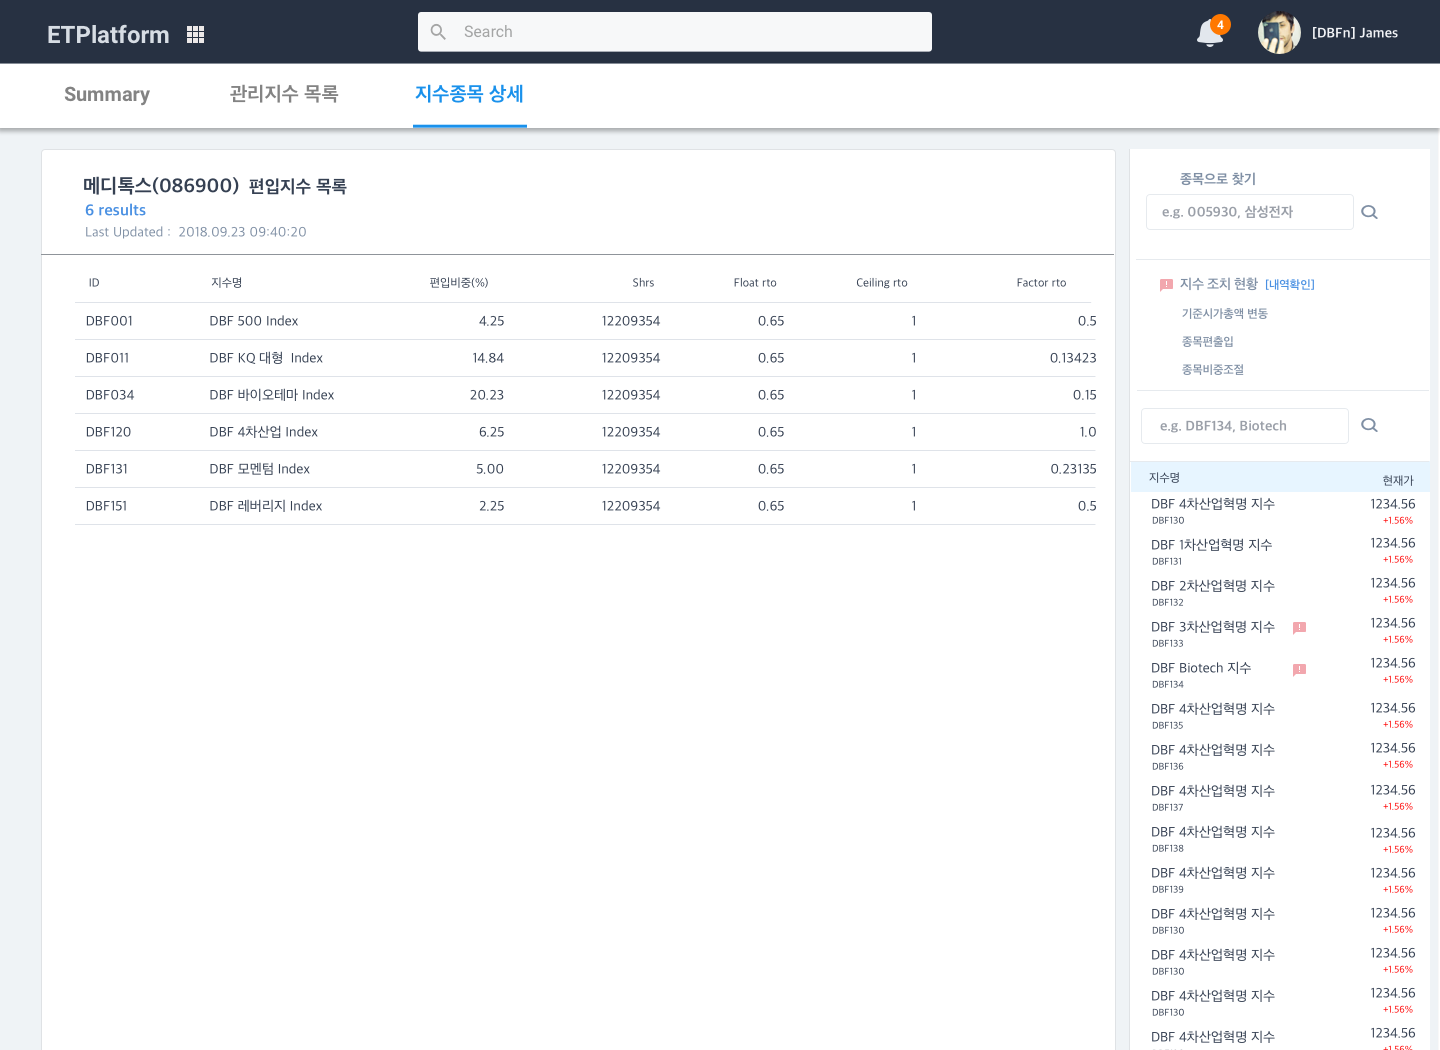 ETPlatform
Search
4
[DBFn] James
Summary
관리지수 목록
지수종목 상세
메디톡스(086900) 편입지수 목록
6 results
Last Updated : 2018.09.23 09:40:20
ID 지수명 편입비중(%) Shrs Float rto Ceiling rto Factor rto
DBF001 DBF 500 Index 4.25 12209354 0.65 1 0.5
DBF011 DBF KQ 대형 Index 14.84 12209354 0.65 1 0.13423
DBF034 DBF 바이오테마 Index 20.23 12209354 0.65 1 0.15
DBF120 DBF 4차산업 Index 6.25 12209354 0.65 1 1.0
DBF131 DBF 모멘텀 Index 5.00 12209354 0.65 1 0.23135
DBF151 DBF 레버리지 Index 2.25 12209354 0.65 1 0.5
종목으로 찾기
e.g. 005930, 삼성전자
지수 조치 현황 [내역확인]
기준시가총액 변동
종목편출입
종목비중조절
e.g. DBF134, Biotech
지수명 현재가
DBF 4차산업혁명 지수 1234.56
DBF130 +1.56%
DBF 1차산업혁명 지수 1234.56
DBF131 +1.56%
DBF 2차산업혁명 지수 1234.56
DBF132 +1.56%
DBF 3차산업혁명 지수 1234.56
DBF133 +1.56%
DBF Biotech 지수 1234.56
DBF134 +1.56%
DBF 4차산업혁명 지수 1234.56
DBF135 +1.56%
DBF 4차산업혁명 지수 1234.56
DBF136 +1.56%
DBF 4차산업혁명 지수 1234.56
DBF137 +1.56%
DBF 4차산업혁명 지수 1234.56
DBF138 +1.56%
DBF 4차산업혁명 지수 1234.56
DBF139 +1.56%
DBF 4차산업혁명 지수 1234.56
DBF130 +1.56%
DBF 4차산업혁명 지수 1234.56
DBF130 +1.56%
DBF 4차산업혁명 지수 1234.56
DBF130 +1.56%
DBF 4차산업혁명 지수 1234.56
+1.56%